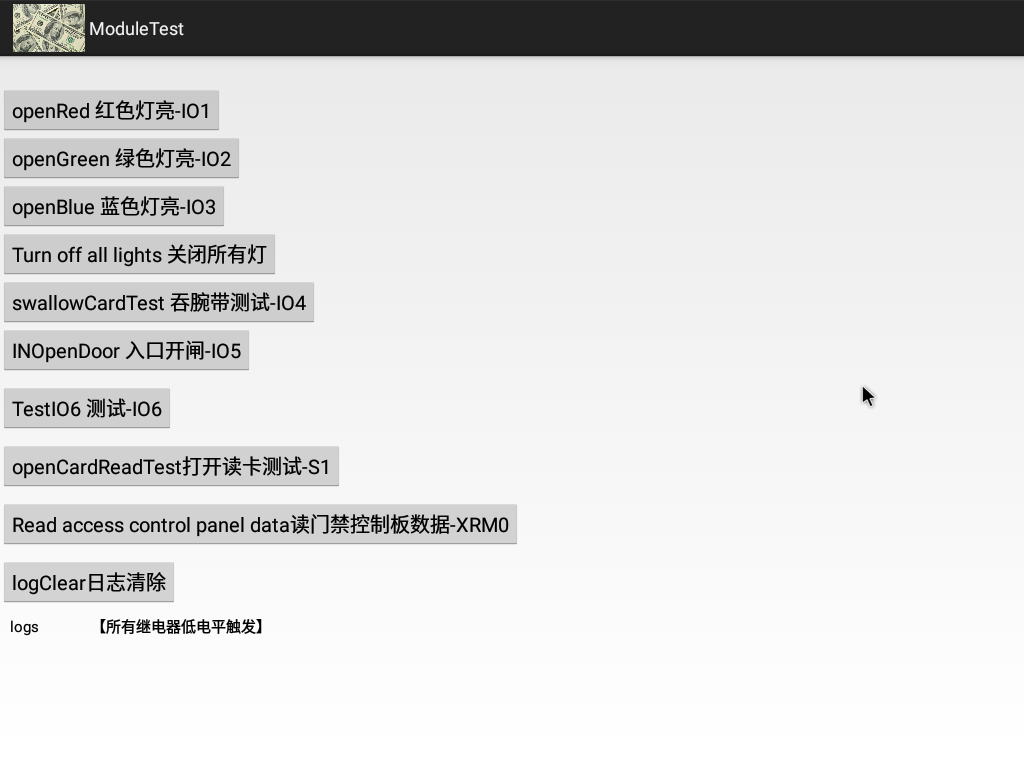 ModuleTest
openRed 红色灯亮-IO1
openGreen 绿色灯亮-IO2
openBlue 蓝色灯亮-IO3
Turn off all lights 关闭所有灯
swallowCardTest 吞腕带测试-IO4
INOpenDoor 入口开闸-IO5
TestIO6 测试-IO6
openCardReadTest打开读卡测试-S1
Read access control panel data读门禁控制板数据-XRM0
logClear日志清除
logs 【所有继电器低电平触发】